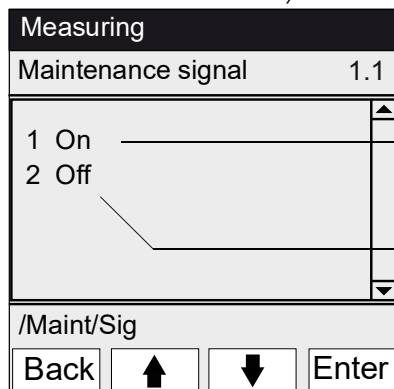 Measuring
Maintenance signal 1.1
1 On
2 Off
/Maint/Sig
Back Enter